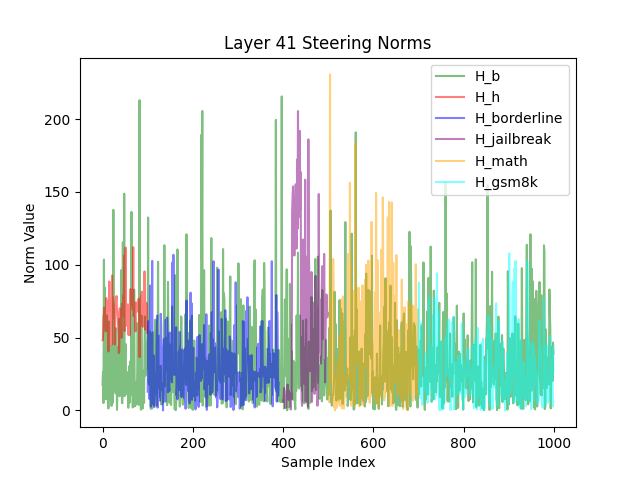 Layer 41 Steering Norms
H_b
H_h
H_borderline
H_jailbreak
H_math
H_gsm8k
Norm Value
200
150
100
50
0
0 200 400 600 800 1000
Sample Index